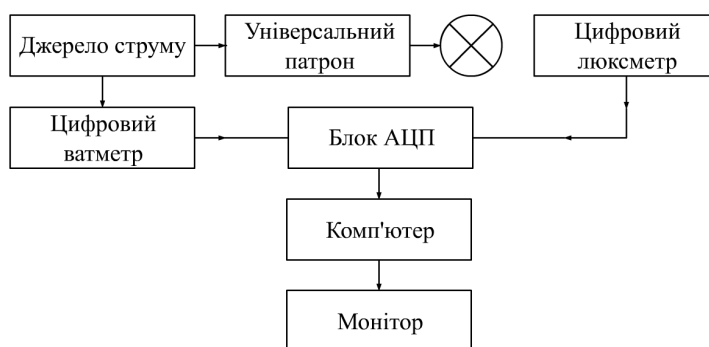 Джерело струму
Універсальний
патрон
Цифровий
люксметр
Цифровий
ватметр
Блок АЦП
Комп'ютер
Монітор